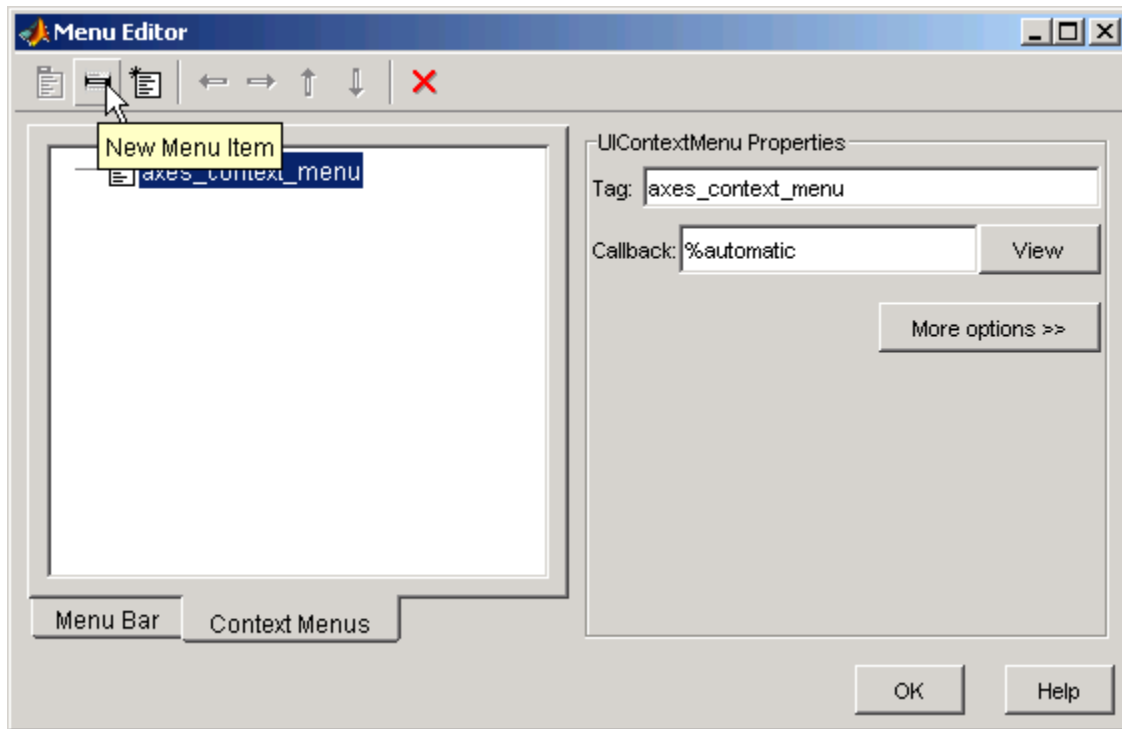 Menu Editor
New Menu Item
axes_context_menu
UIContextMenu Properties
Tag: axes_context_menu
Callback: %automatic View
More options >>
Menu Bar Context Menus
OK Help